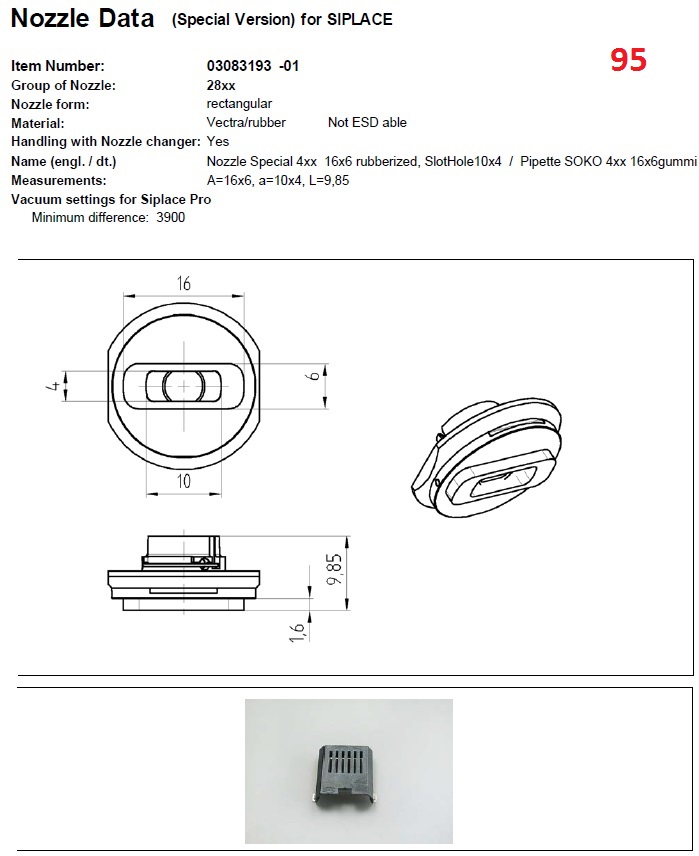 Nozzle Data (Special Version) for SIPLACE
95
Item Number: 03083193 -01
Group of Nozzle: 28xx
Nozzle form: rectangular
Material: Vectra/rubber Not ESD able
Handling with Nozzle changer: Yes
Name (engl. / dt.) Nozzle Special 4xx 16x6 rubberized, SlotHole10x4 / Pipette SOKO 4xx 16x6gummi
Measurements: A=16x6, a=10x4, L=9,85
Vacuum settings for Siplace Pro
Minimum difference: 3900
16
4
6
10
9,85
1,6